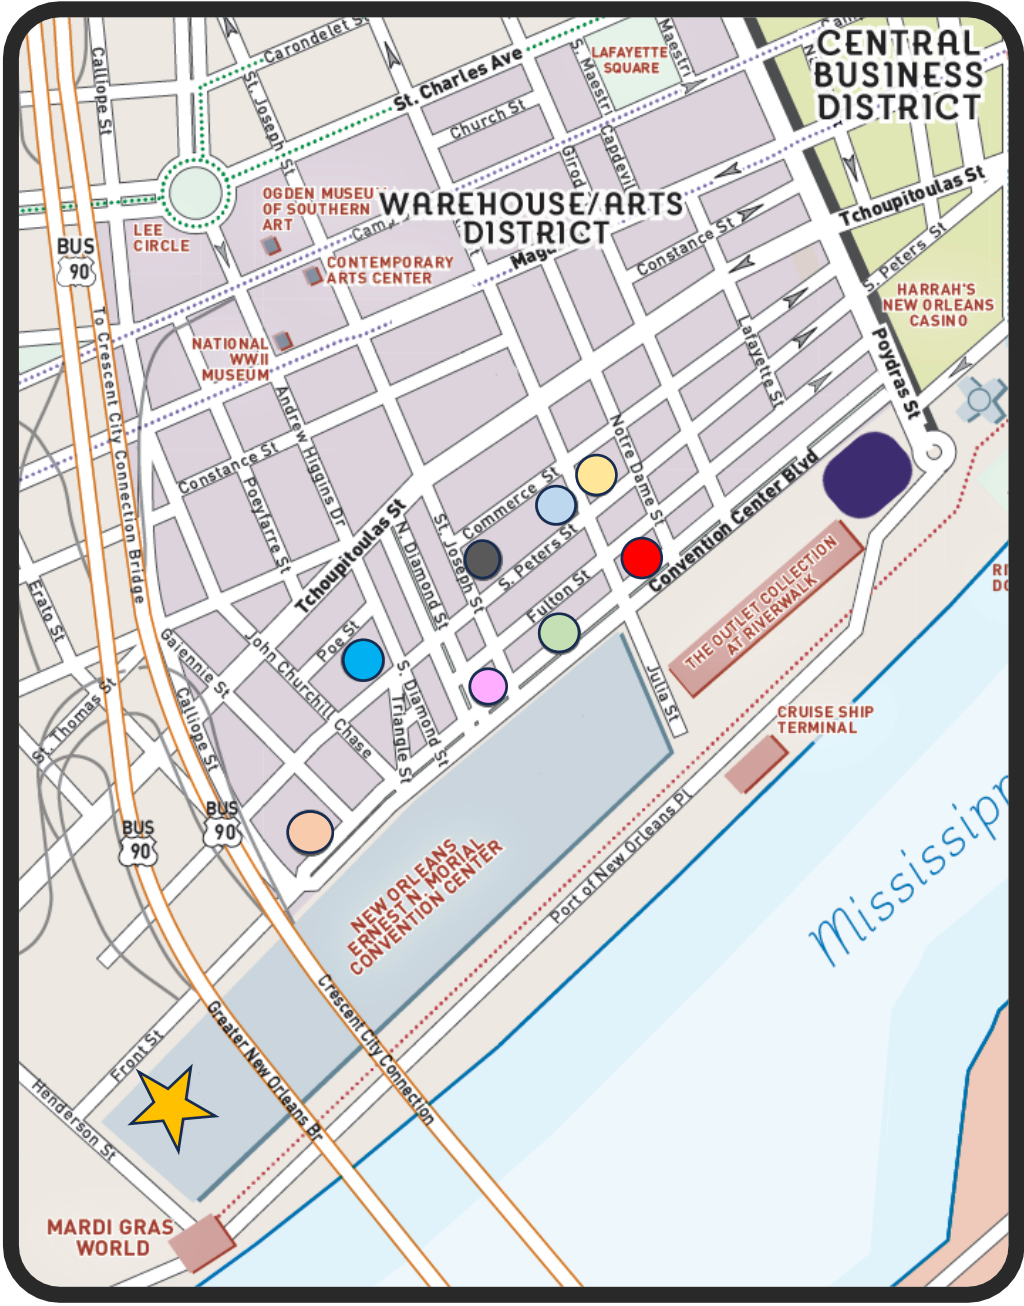 Carondelet St
Calliope St
St. Joseph St
St. Charles Ave
Church St
S. Maestri
Maestri
LAFAYETTE
SQUARE
CENTRAL
BUSINESS
DISTRICT
Girod
Capdeville
Tchoupitoulas St
OGDEN MUSEUM
OF SOUTHERN
ART
WAREHOUSE/ARTS
DISTRICT
LEE
CIRCLE
Camp
CONTEMPORARY
ARTS CENTER
Constance St
S. Peters St
BUS
90
HARRAH'S
NEW ORLEANS
CASINO
NATIONAL
WWII
MUSEUM
To Crescent City Connection Bridge
Lafayette St
Poydras St
Andrew Higgins Dr
Notre Dame St
Constance St
Poeyfarre St
Commerce St
Tchoupitoulas St
N. Diamond St
St. Joseph St
S. Peters St
Fulton St
Convention Center Blvd
THE OUTLET COLLECTION
AT RIVERWALK
Erato St
Gaiennie St
John Churchill Chase
Poe St
S. Diamond St
Triangle St
Julia St
St. Thomas St
Calliope St
CRUISE SHIP
TERMINAL
BUS
90
BUS
90
NEW ORLEANS
ERNEST N. MORIAL
CONVENTION CENTER
Port of New Orleans Pl
Mississipp
Crescent City Connection
Greater New Orleans Br
Front St
Henderson St
MARDI GRAS
WORLD